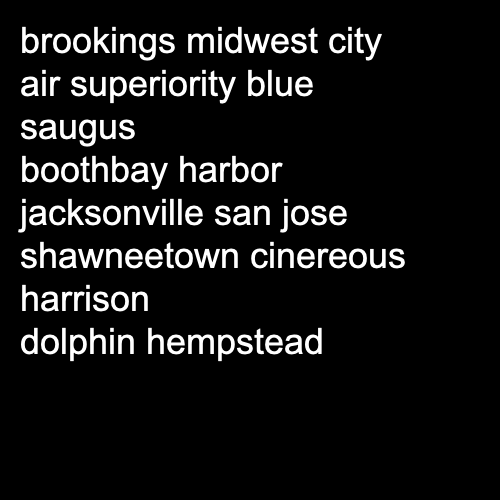 brookings midwest city
air superiority blue
saugus
boothbay harbor
jacksonville san jose
shawneetown cinereous
harrison
dolphin hempstead